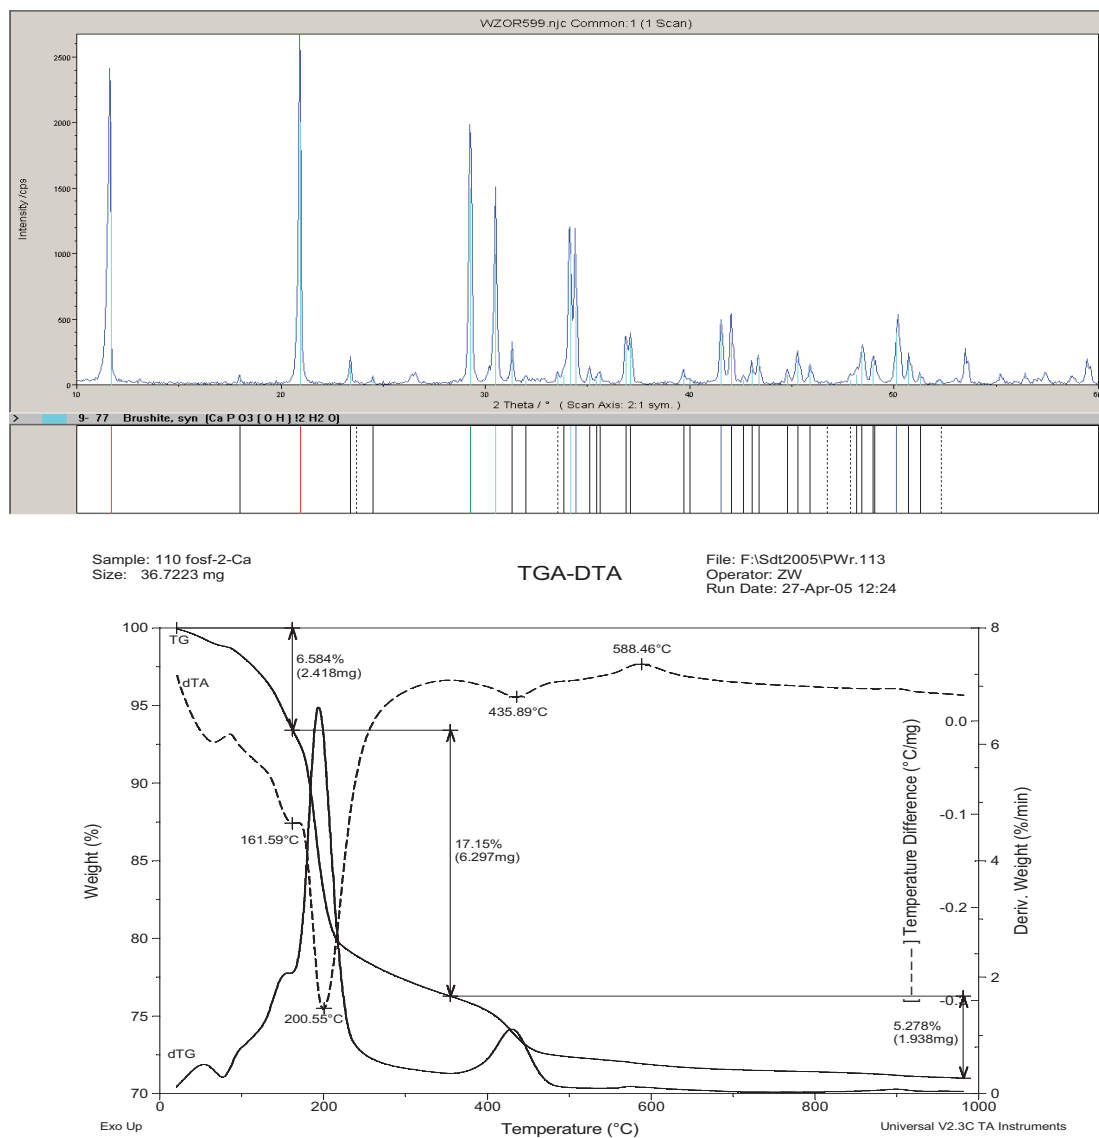 WZOR599.njc Common:1 (1 Scan)
Intensity /cps
2500
2000
1500
1000
500
0
10
20
30
40
50
60
2 Theta / ° ( Scan Axis: 2:1 sym. )
> 9- 77 Brushite, syn (Ca P O3 ( O H ) !2 H2 O)
Sample: 110 fosf-2-Ca
Size: 36.7223 mg
TGA-DTA
File: F:\Sdt2005\PWr.113
Operator: ZW
Run Date: 27-Apr-05 12:24
100
95
90
85
80
75
70
Weight (%)
TG
dTA
dTG
6.584%
(2.418mg)
588.46°C
435.89°C
161.59°C
17.15%
(6.297mg)
200.55°C
5.278%
(1.938mg)
[ – – – – ] Temperature Difference (°C/mg)
0.0
-0.1
-0.2
8
6
4
2
0
Deriv. Weight (%/min)
0
200
400
600
800
1000
Exo Up
Temperature (°C)
Universal V2.3C TA Instruments